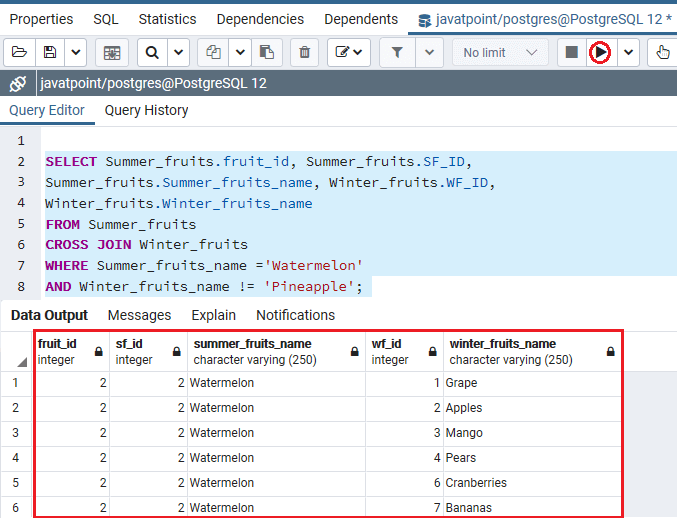 Properties SQL Statistics Dependencies Dependents javatpoint/postgres@PostgreSQL 12 *
No limit
javatpoint/postgres@PostgreSQL 12
Query Editor Query History
1
2 SELECT Summer_fruits.fruit_id, Summer_fruits.SF_ID,
3 Summer_fruits.Summer_fruits_name, Winter_fruits.WF_ID,
4 Winter_fruits.Winter_fruits_name
5 FROM Summer_fruits
6 CROSS JOIN Winter_fruits
7 WHERE Summer_fruits_name ='Watermelon'
8 AND Winter_fruits_name != 'Pineapple';
Data Output Messages Explain Notifications
fruit_id sf_id summer_fruits_name wf_id winter_fruits_name
integer integer character varying (250) integer character varying (250)
1 2 2 Watermelon 1 Grape
2 2 2 Watermelon 2 Apples
3 2 2 Watermelon 3 Mango
4 2 2 Watermelon 4 Pears
5 2 2 Watermelon 6 Cranberries
6 2 2 Watermelon 7 Bananas